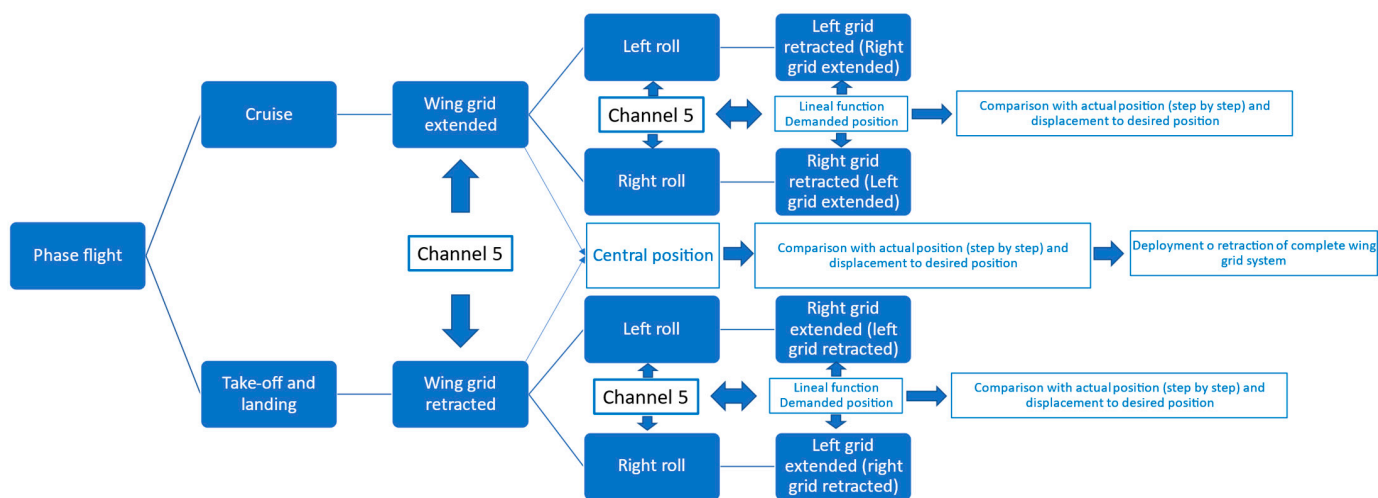 Phase flight
Cruise
Wing grid
extended
Channel 5
Take-off and
landing
Wing grid
retracted
Left roll
Left grid
retracted (Right
grid extended)
Channel 5
Lineal function
Demanded position
Comparison with actual position (step by step) and
displacement to desired position
Right roll
Right grid
retracted (Left
grid extended)
Central position
Comparison with actual position (step by step) and
displacement to desired position
Deployment o retraction of complete wing
grid system
Left roll
Right grid
extended (left
grid retracted)
Channel 5
Lineal function
Demanded position
Comparison with actual position (step by step) and
displacement to desired position
Right roll
Left grid
extended (right
grid retracted)